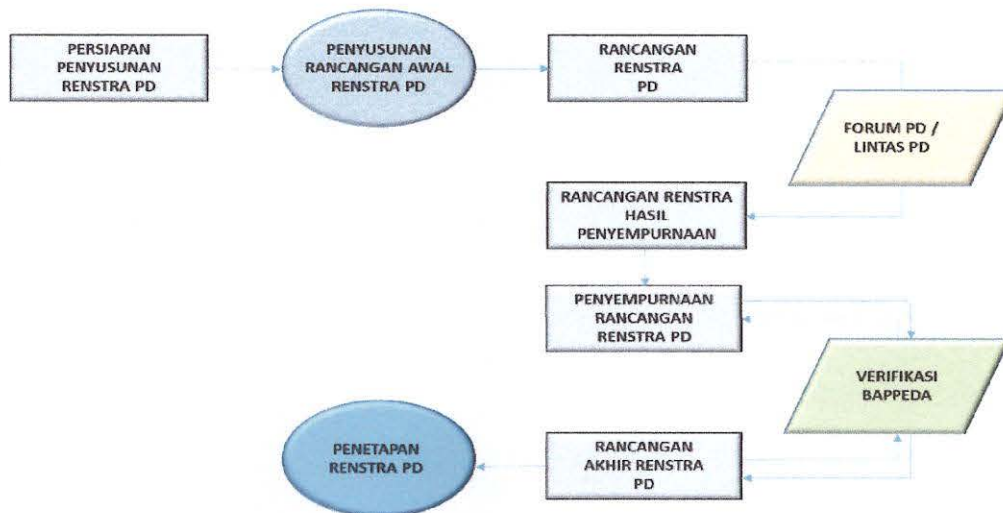 PERSIAPAN
PENYUSUNAN
RENSTRA PD
PENYUSUNAN
RANCANGAN AWAL
RENSTRA PD
RANCANGAN
RENSTRA
PD
FORUM PD /
LINTAS PD
RANCANGAN RENSTRA
HASIL
PENYEMPURNAAN
PENYEMPURNAAN
RANCANGAN
RENSTRA PD
VERIFIKASI
BAPPEDA
RANCANGAN
AKHIR RENSTRA
PD
PENETAPAN
RENSTRA PD